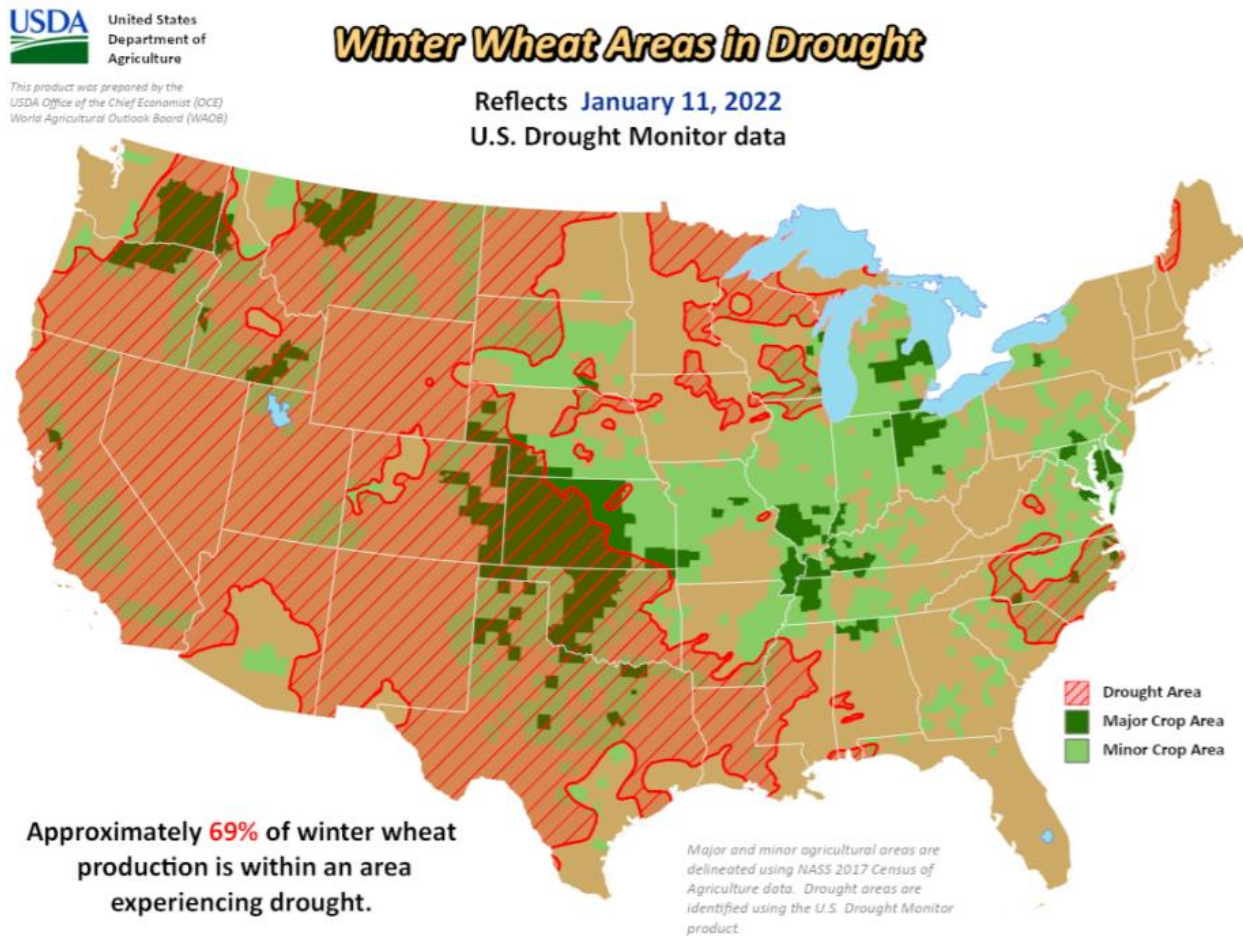 USDA
United States
Department of
Agriculture
This product was prepared by the
USDA Office of the Chief Economist (OCE)
World Agricultural Outlook Board (WAOB)
Winter Wheat Areas in Drought
Reflects January 11, 2022
U.S. Drought Monitor data
Drought Area
Major Crop Area
Minor Crop Area
Approximately 69% of winter wheat
production is within an area
experiencing drought.
Major and minor agricultural areas are
delineated using NASS 2017 Census of
Agriculture data. Drought areas are
identified using the U.S. Drought Monitor
product.